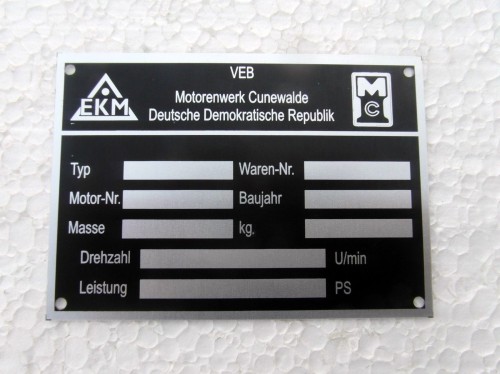 VEB
EKM
Motorenwerk Cunewalde
Deutsche Demokratische Republik
M
C
Typ Waren-Nr.
Motor-Nr. Baujahr
Masse kg.
Drehzahl U/min
Leistung PS